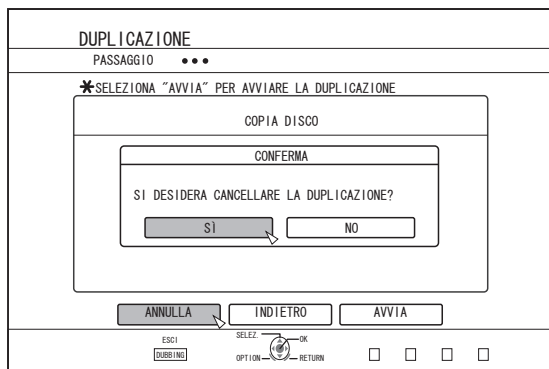 DUPLICAZIONE
PASSAGGIO
SELEZIONA "AVVIA" PER AVVIARE LA DUPLICAZIONE
COPIA DISCO
CONFERMA
SI DESIDERA CANCELLARE LA DUPLICAZIONE?
SÌ NO
ANNULLA INDIETRO AVVIA
ESCI SELEZ. OK
DUBBING OPTION RETURN